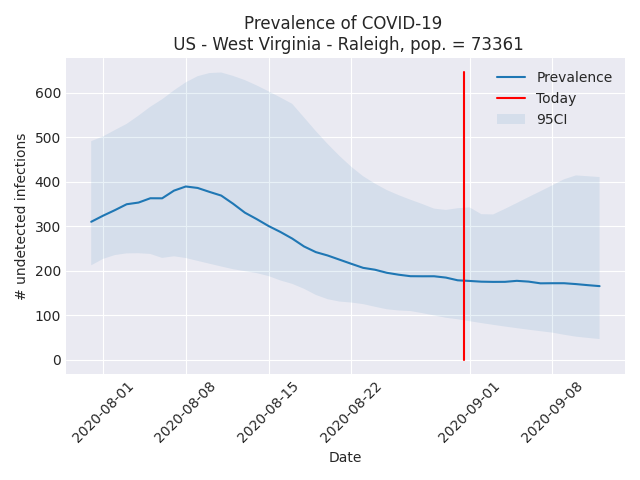 Prevalence of COVID-19
US - West Virginia - Raleigh, pop. = 73361
Prevalence
Today
95CI
# undetected infections
600
500
400
300
200
100
0
2020-08-01
2020-08-08
2020-08-15
2020-08-22
2020-09-01
2020-09-08
Date